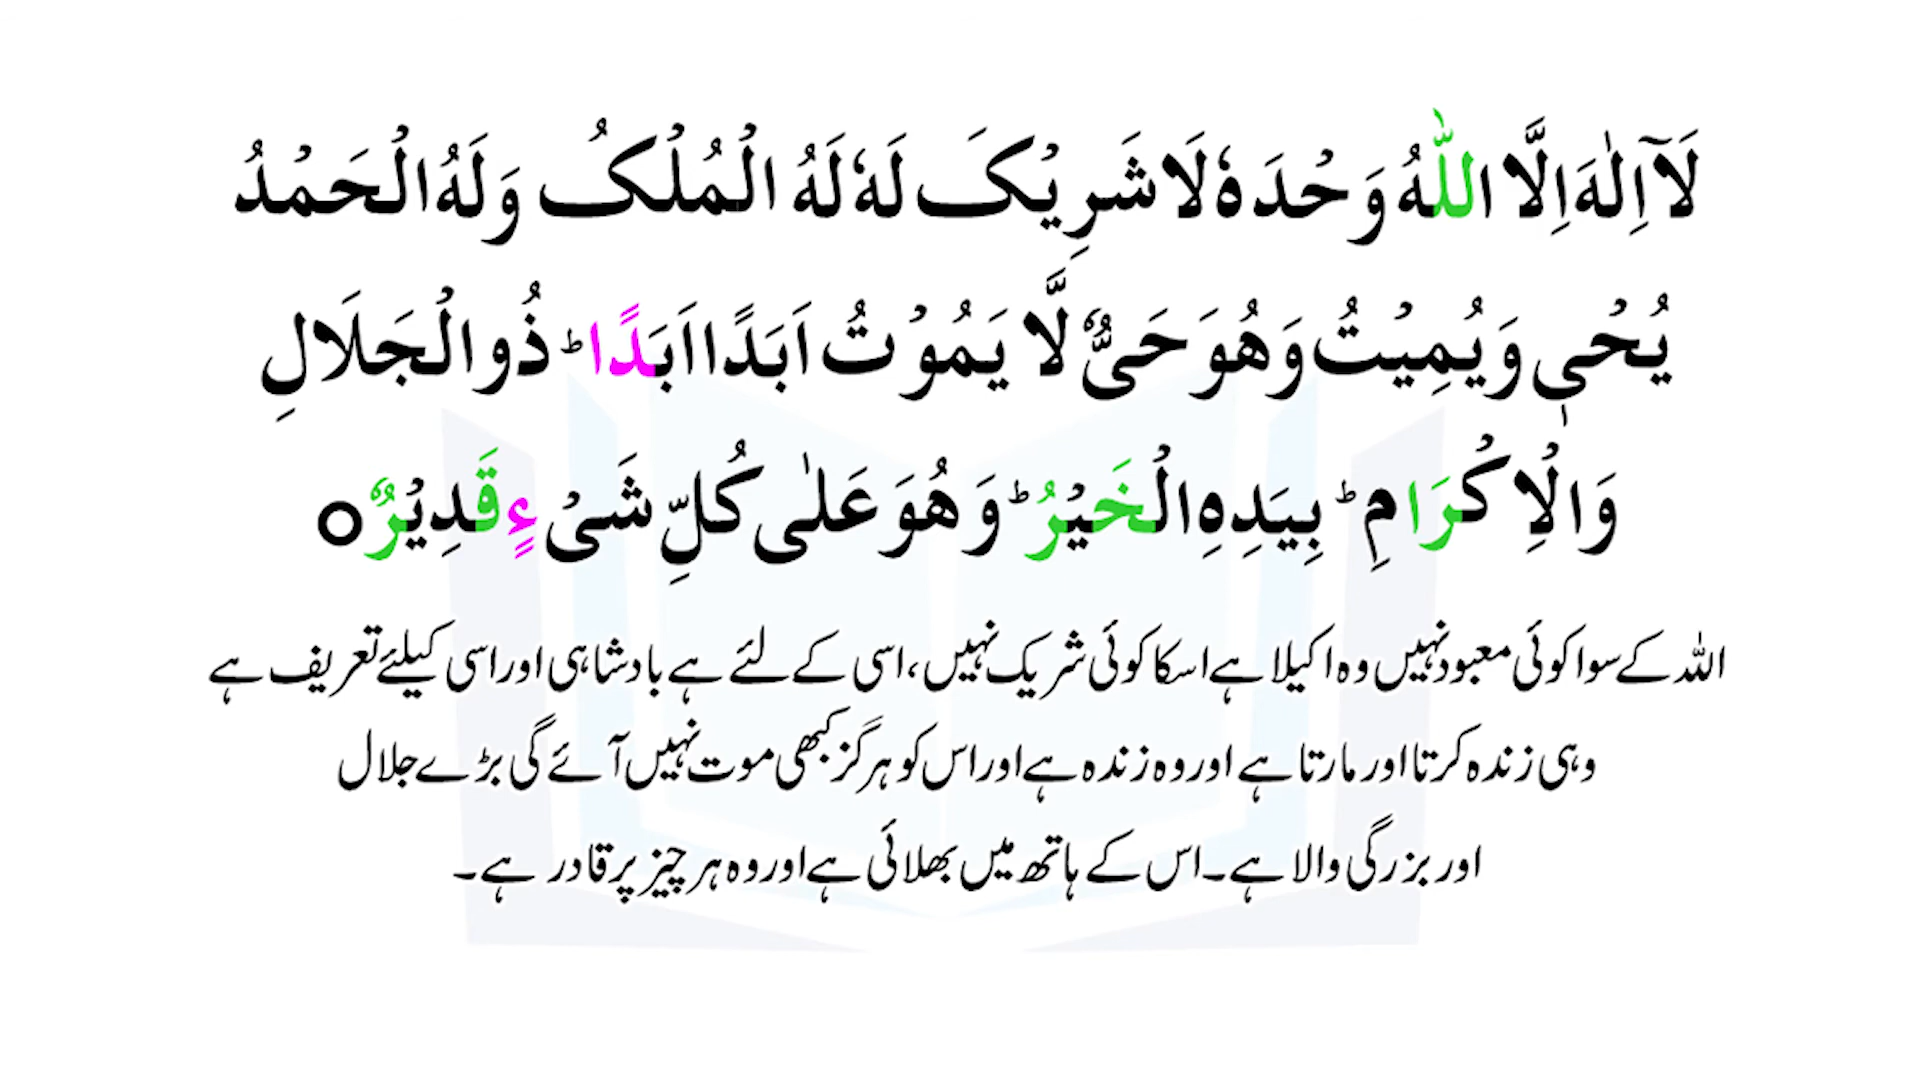 لَآ اِلٰهَ اِلَّا اللّٰهُ وَحْدَهٗ لَا شَرِيْكَ لَهٗ لَهُ الْمُلْكُ وَلَهُ الْحَمْدُ
يُحْيٖ وَيُمِيْتُ وَهُوَ حَيٌّ لَّا يَمُوْتُ اَبَدًا اَبَدًاؕ ذُو الْجَلَالِ
وَالْاِكْرَامِؕ بِيَدِهِ الْخَيْرُؕ وَهُوَ عَلٰى كُلِّ شَىْءٍ قَدِيْرٌ○
اللہ کے سوا کوئی معبود نہیں وہ اکیلا ہے اسکا کوئی شریک نہیں، اسی کے لئے ہے بادشاہی اور اسی کیلئے تعریف ہے
وہی زندہ کرتا اور مارتا ہے اور وہ زندہ ہے اور اس کو ہرگز کبھی موت نہیں آئے گی بڑے جلال
اور بزرگی والا ہے۔ اس کے ہاتھ میں بھلائی ہے اور وہ ہر چیز پر قادر ہے۔